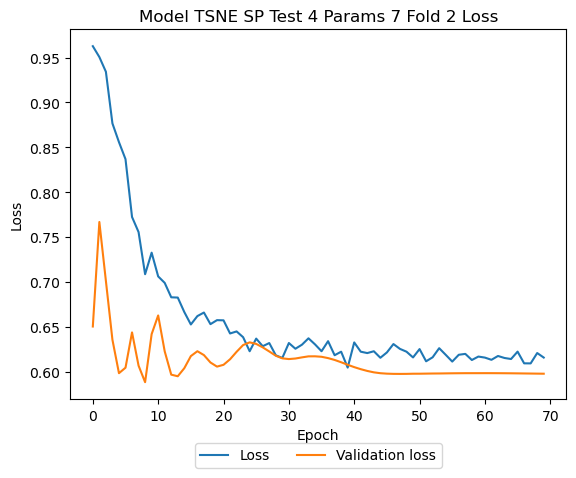 Model TSNE SP Test 4 Params 7 Fold 2 Loss
0.95
0.90
0.85
0.80
0.75
0.70
0.65
0.60
Loss
0 10 20 30 40 50 60 70
Epoch
Loss Validation loss